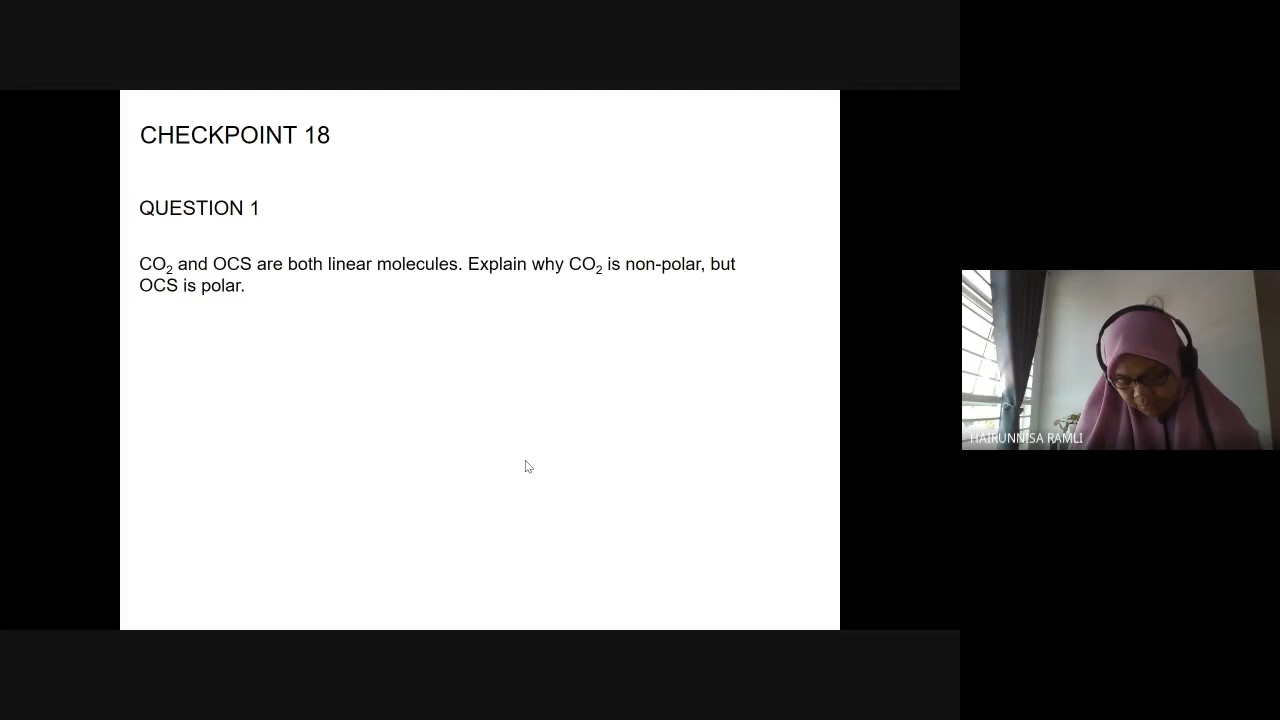 CHECKPOINT 18
QUESTION 1
CO₂ and OCS are both linear molecules. Explain why CO₂ is non-polar, but
OCS is polar.
HAIRUNNISA RAMLI